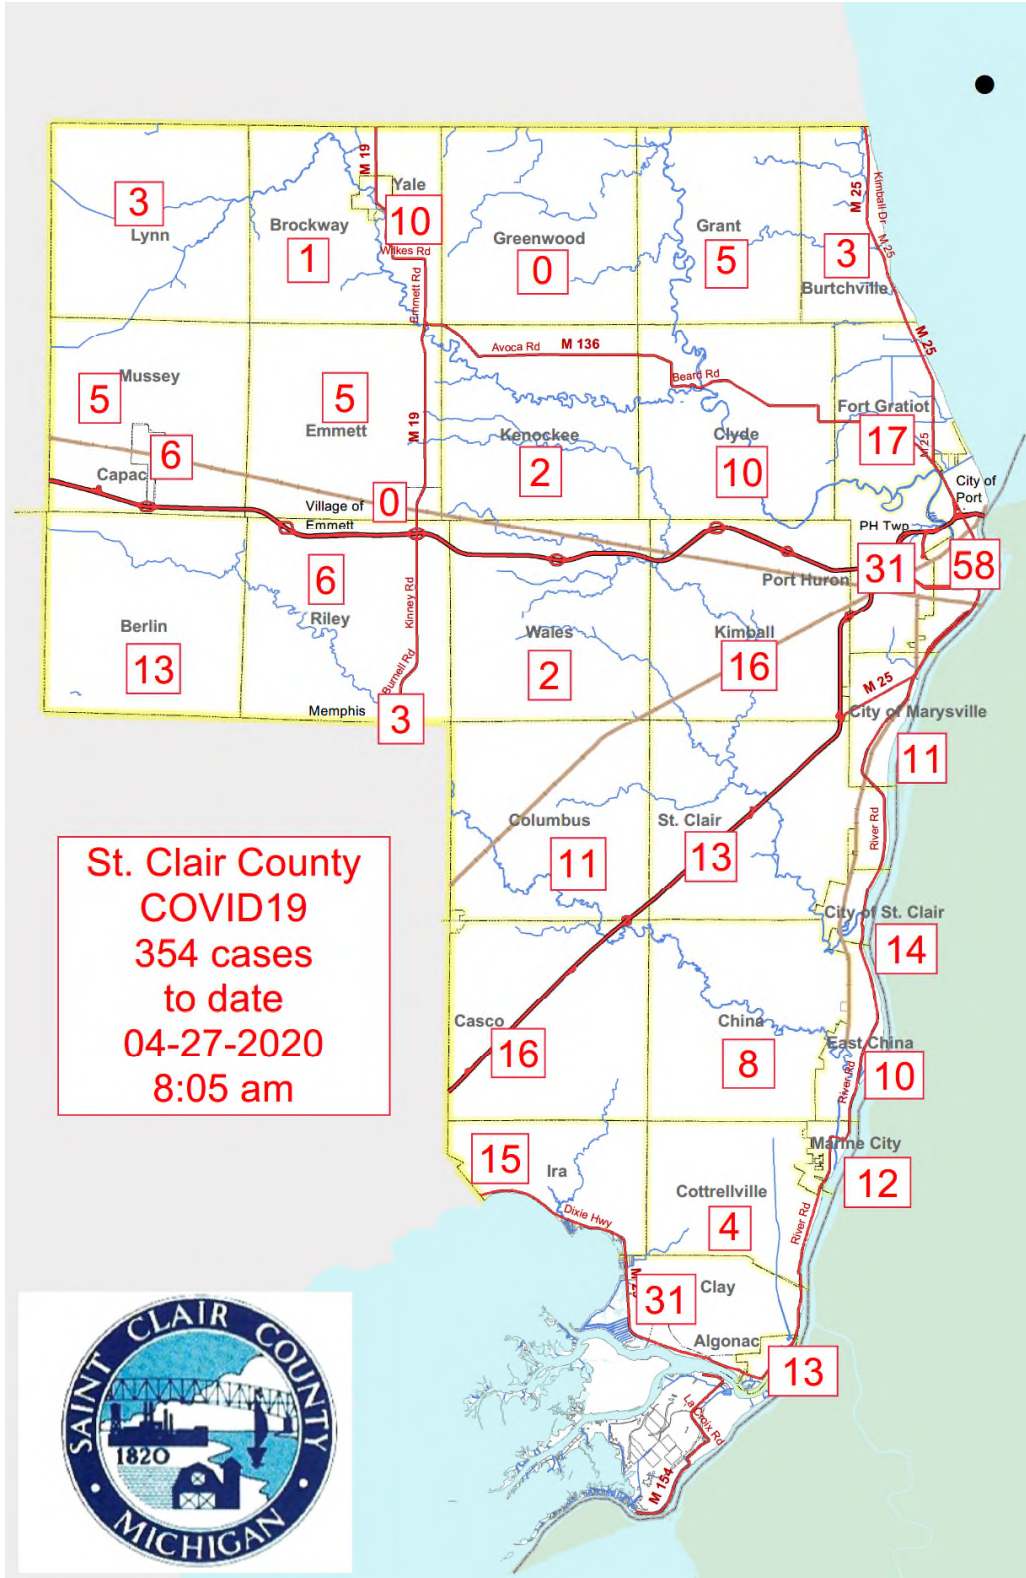 M 19
Yale
10
3
Lynn
Brockway
1
Wilkes Rd
Emmett Rd
Greenwood
0
Grant
5
M 25
Kimball Dr
M 25
3
Burtchville
M 25
Avoca Rd
M 136
Beard Rd
Mussey
5
5
Emmett
M 19
6
Capac
Kenockee
2
Clyde
10
Fort Gratiot
17
M 25
City of
Port
0
Village of
Emmett
PH Twp
58
Port Huron
31
6
Riley
Kinney Rd
Berlin
13
Burnell Rd
Memphis
3
Wales
2
Kimball
16
M 25
City of Marysville
11
River Rd
Columbus
11
St. Clair
13
St. Clair County
COVID19
354 cases
to date
04-27-2020
8:05 am
City of St. Clair
14
Casco
16
China
8
East China
10
River Rd
Marine City
12
15
Ira
Dixie Hwy
Cottrellville
4
River Rd
31
Clay
Algonac
13
La Croix Rd
M 154
SAINT CLAIR COUNTY
1820
MICHIGAN